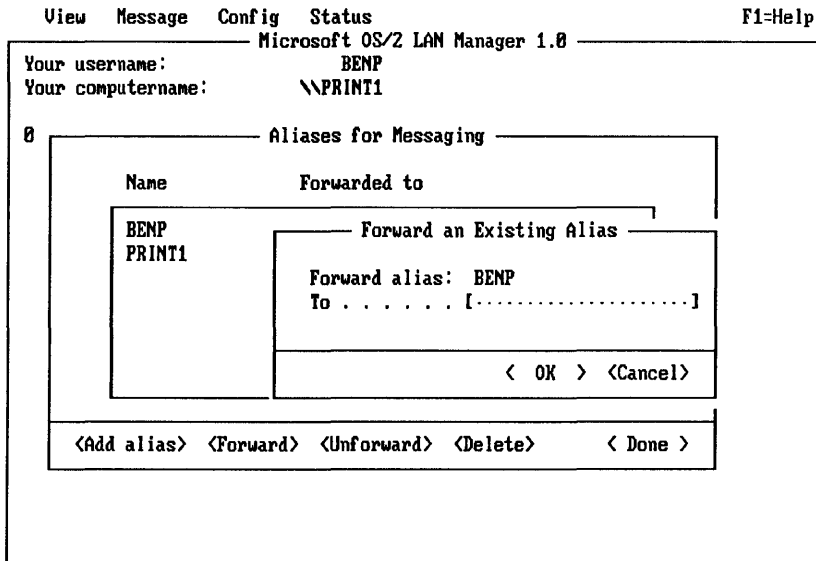 View Message Config Status F1=Help
Microsoft OS/2 LAN Manager 1.0
Your username: BENP
Your computername: \\PRINT1
0 Aliases for Messaging
Name Forwarded to
BENP Forward an Existing Alias
PRINT1
Forward alias: BENP
To . . . . . . [.....................]
< OK > <Cancel>
<Add alias> <Forward> <Unforward> <Delete> < Done >